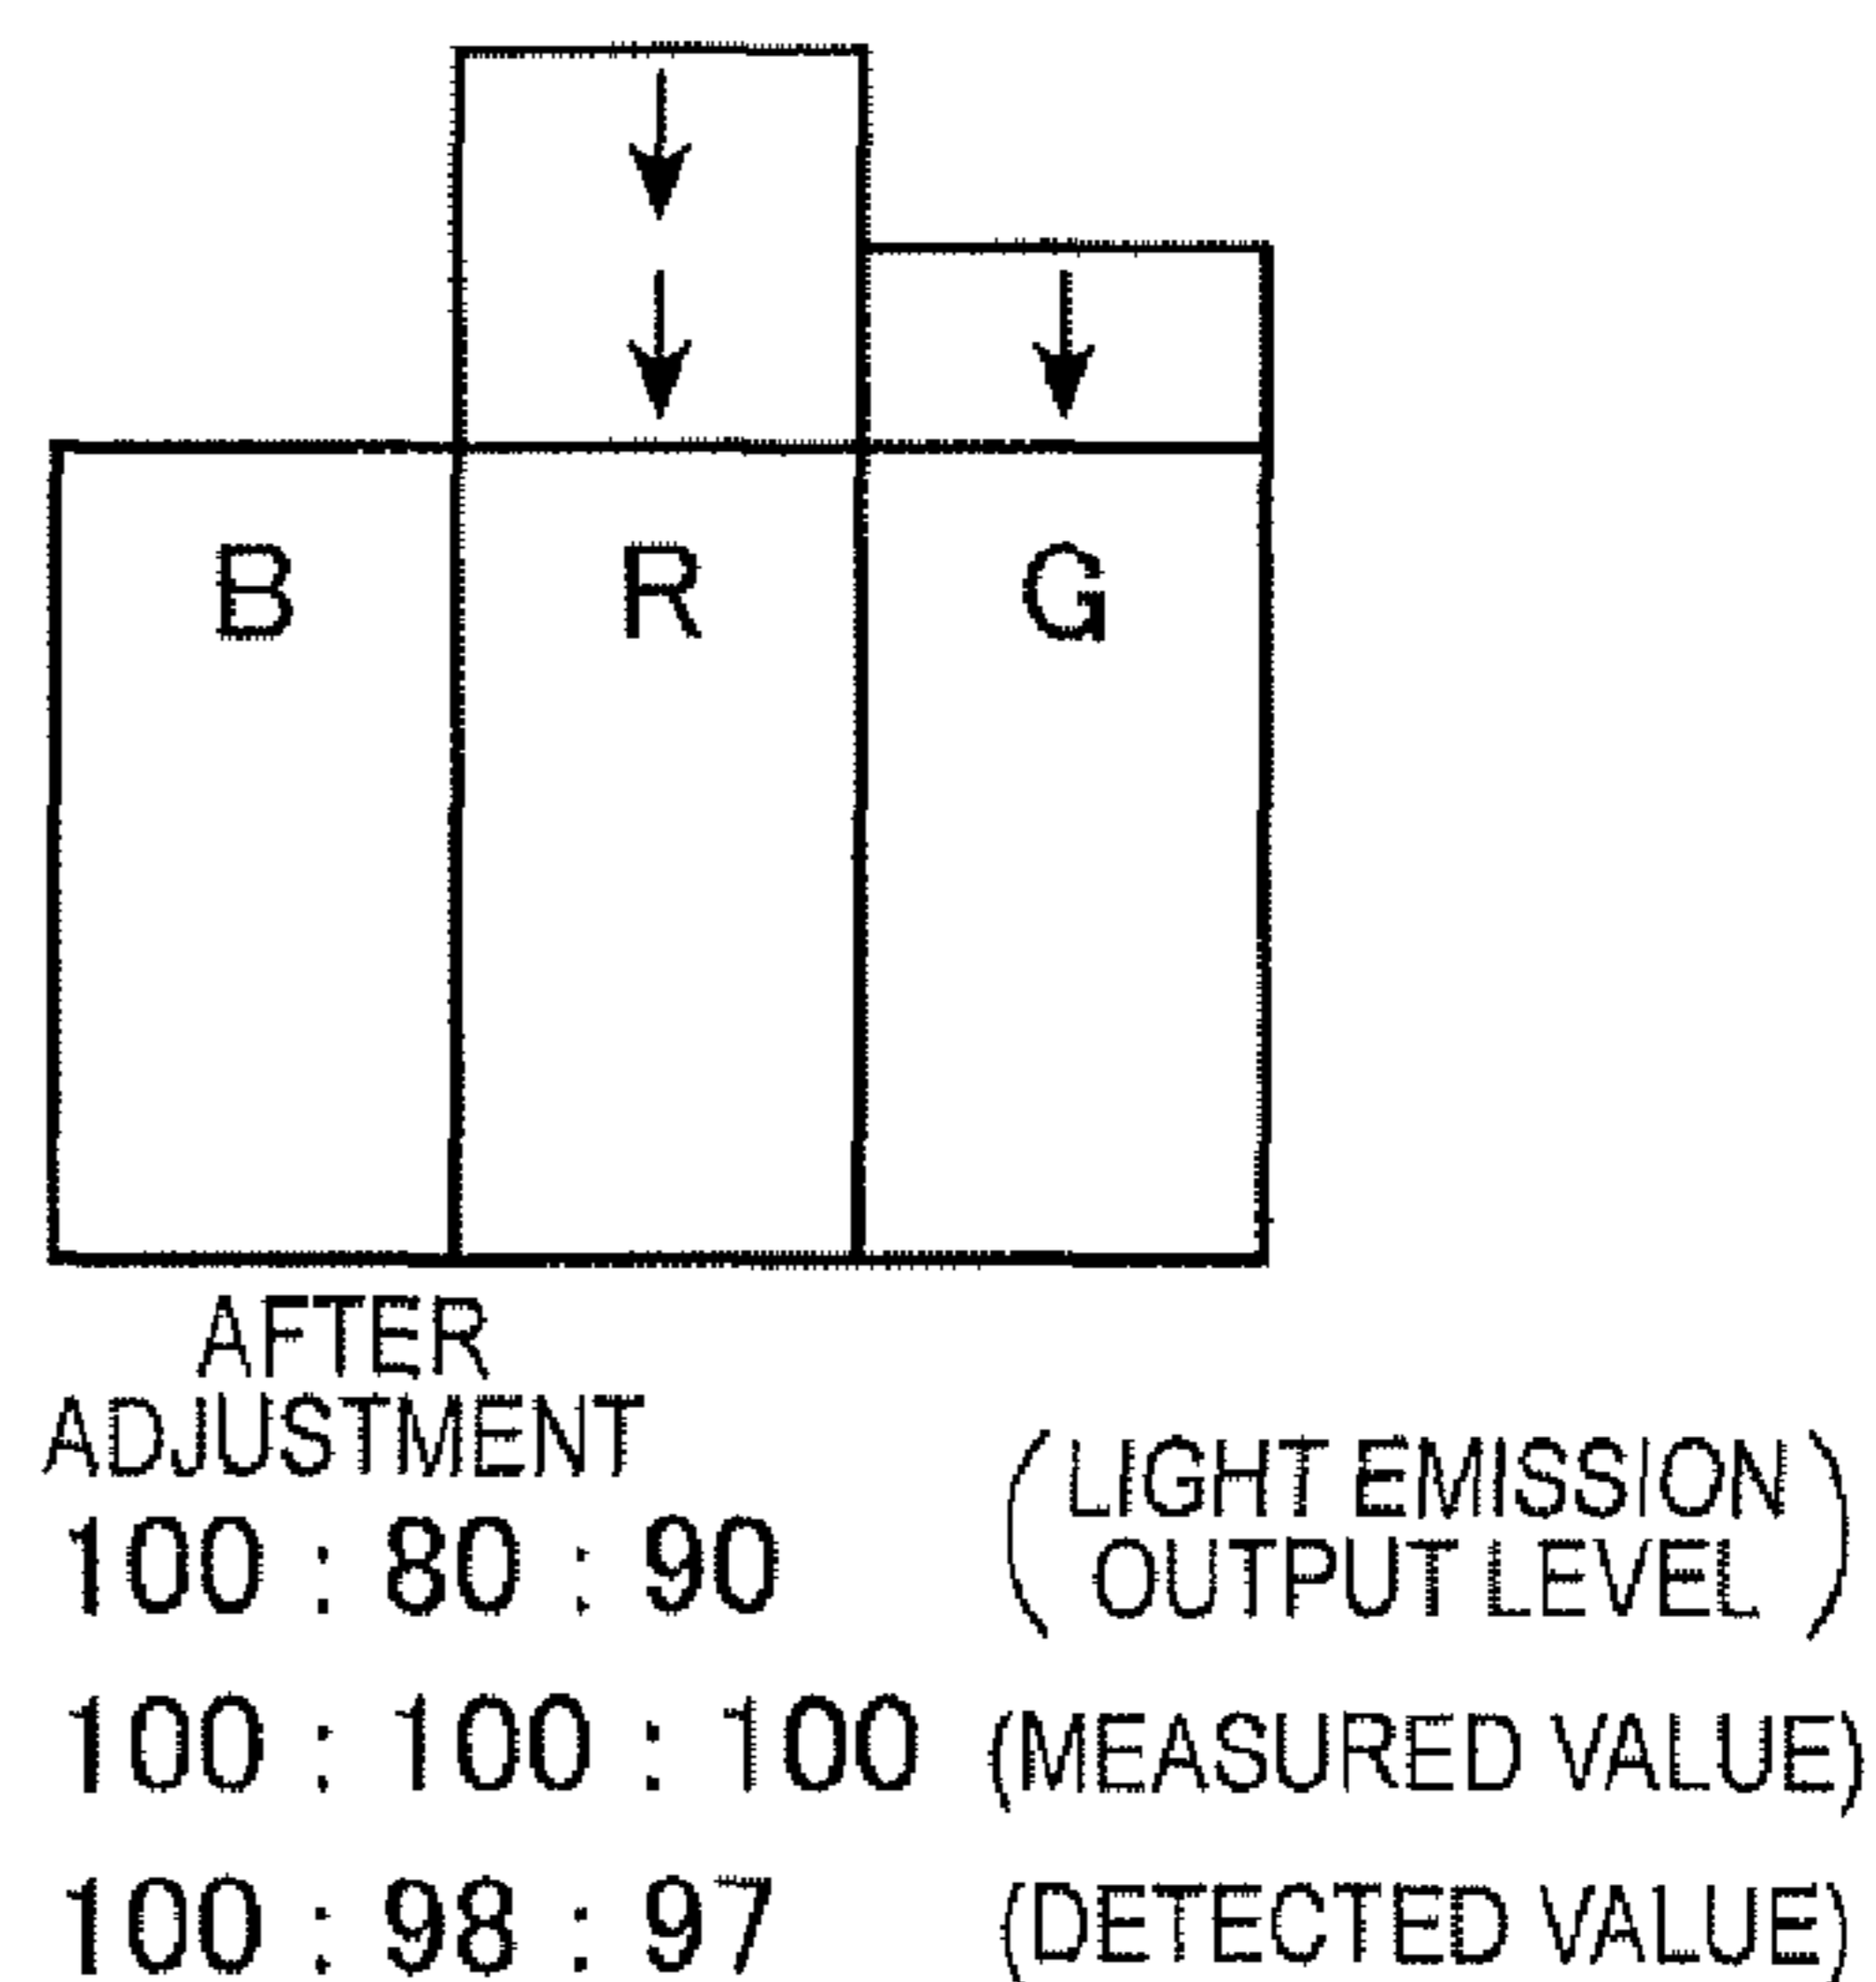 B R G
AFTER
ADJUSTMENT
100 : 80 : 90 (LIGHT EMISSION
OUTPUT LEVEL)
100 : 100 : 100 (MEASURED VALUE)
100 : 98 : 97 (DETECTED VALUE)